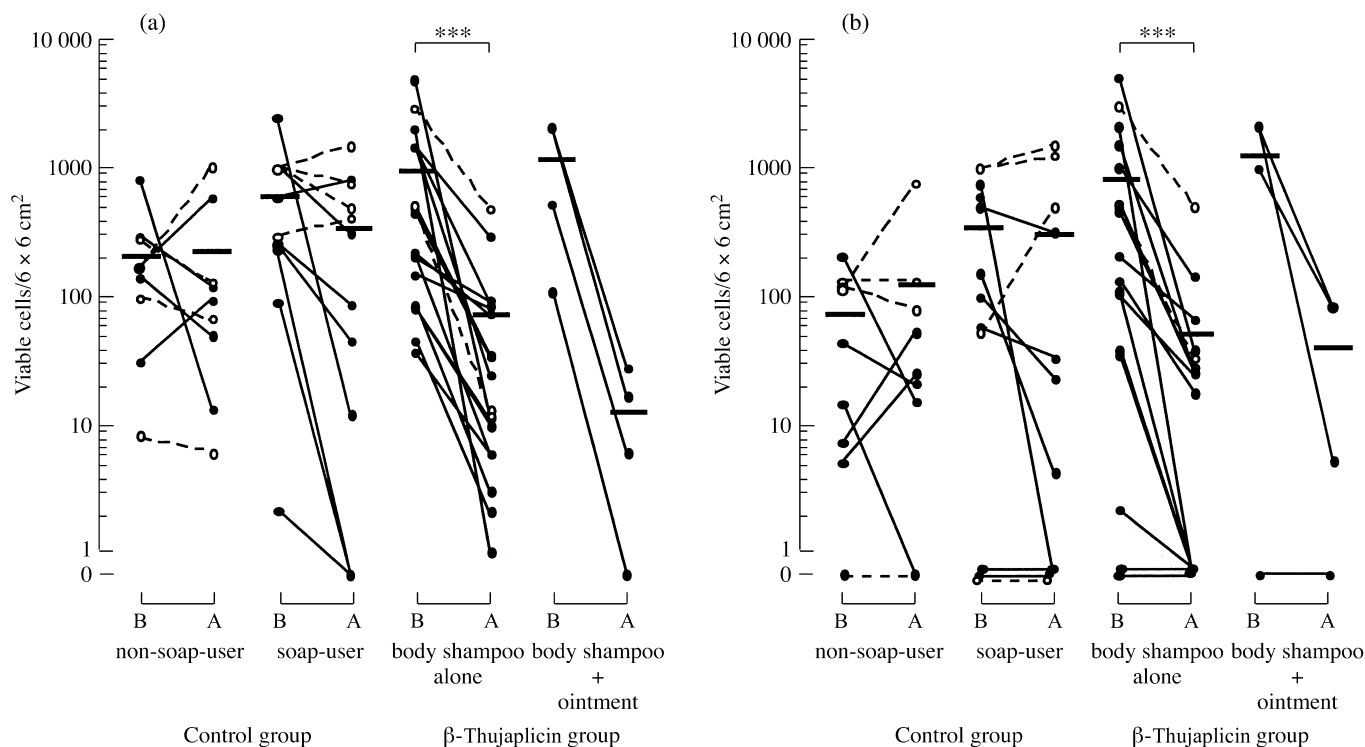 (a)
***
10 000
1000
100
10
1
0
Viable cells/6 × 6 cm²
B A B A B A B A
non-soap-user soap-user body shampoo body shampoo
alone +
ointment
Control group β-Thujaplicin group
(b)
***
10 000
1000
100
10
1
0
Viable cells/6 × 6 cm²
B A B A B A B A
non-soap-user soap-user body shampoo body shampoo
alone +
ointment
Control group β-Thujaplicin group